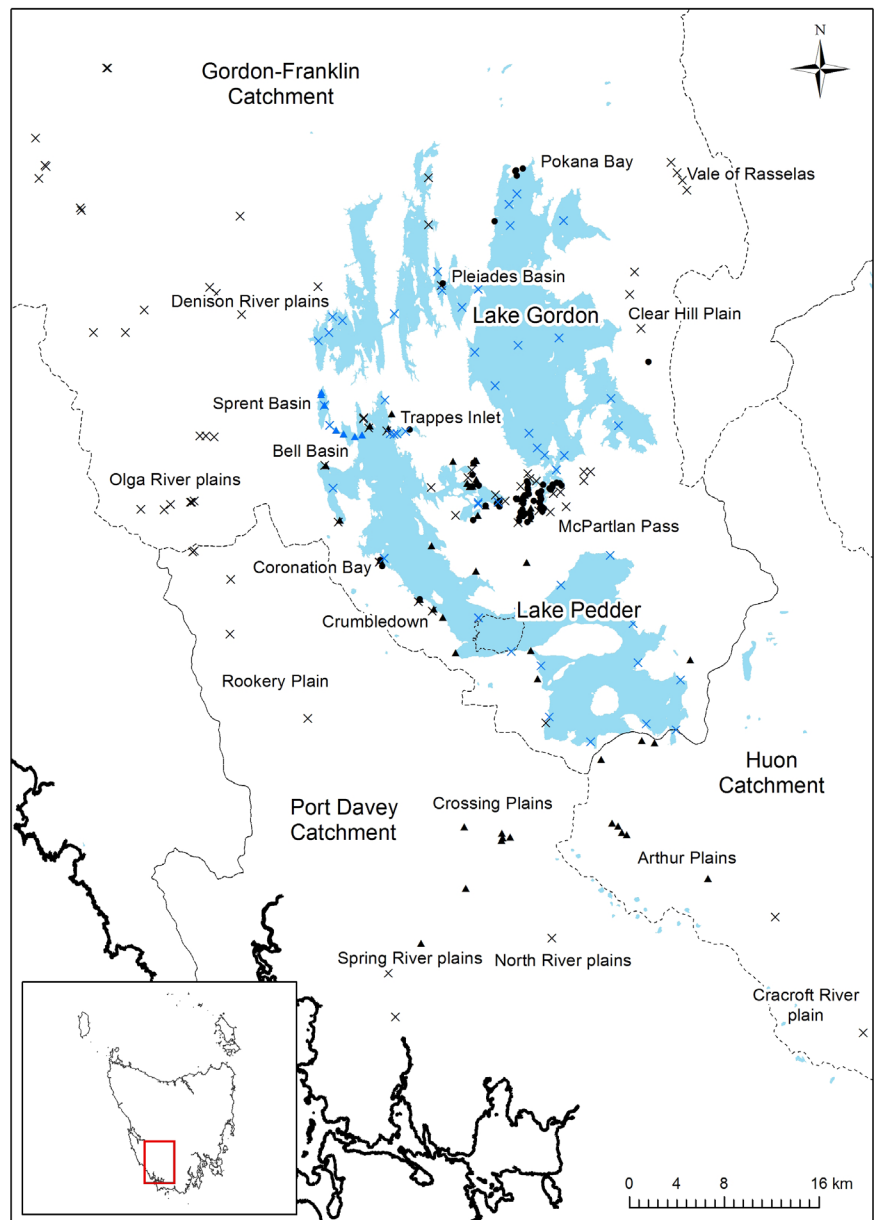 N
Gordon-Franklin
Catchment
Pokana Bay
Vale of Rasselas
Pleiades Basin
Denison River plains
Lake Gordon
Clear Hill Plain
Sprent Basin
Trappes Inlet
Bell Basin
Olga River plains
McPartlan Pass
Coronation Bay
Lake Pedder
Crumbledown
Rookery Plain
Huon
Catchment
Port Davey
Catchment
Crossing Plains
Arthur Plains
Spring River plains
North River plains
Cracroft River
plain
0 4 8 16 km